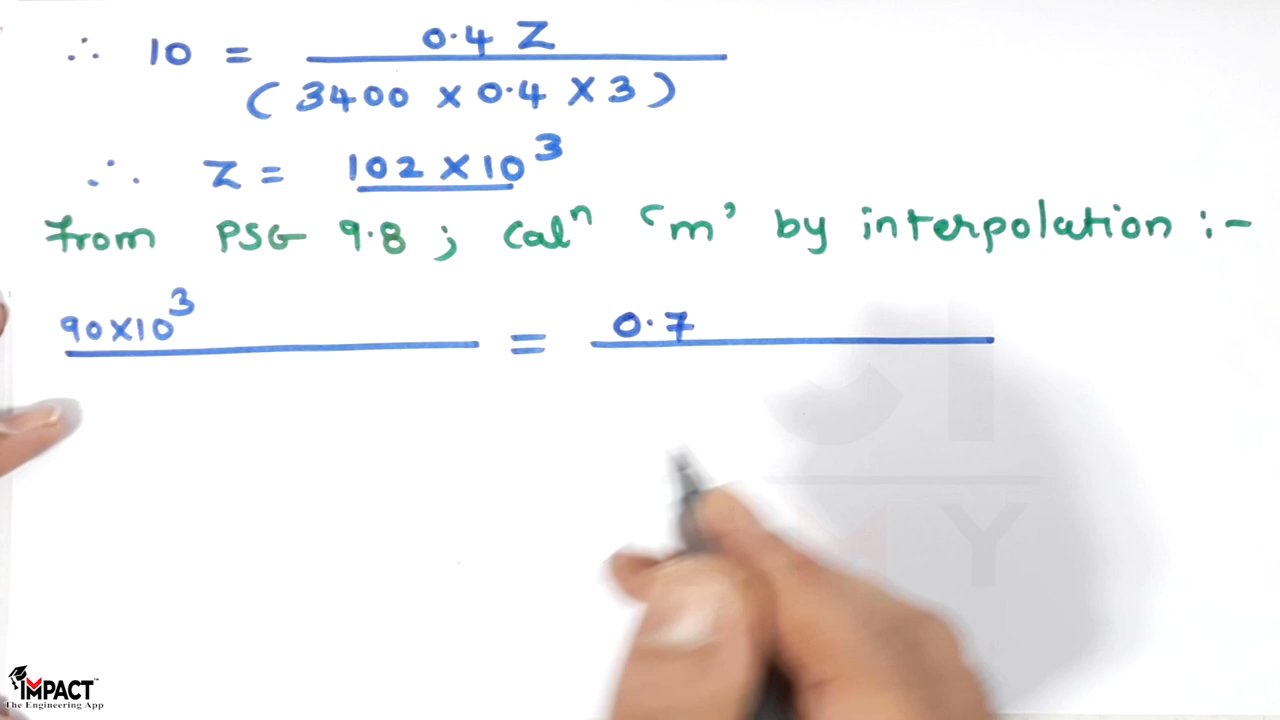 ∴ 10 = 0.4 Z
( 3400 × 0.4 × 3 )
∴ Z = 102 × 10³
From PSG 9.8 ; calⁿ 'm' by interpolation :-
90×10³ = 0.7
IMPACT
The Engineering App